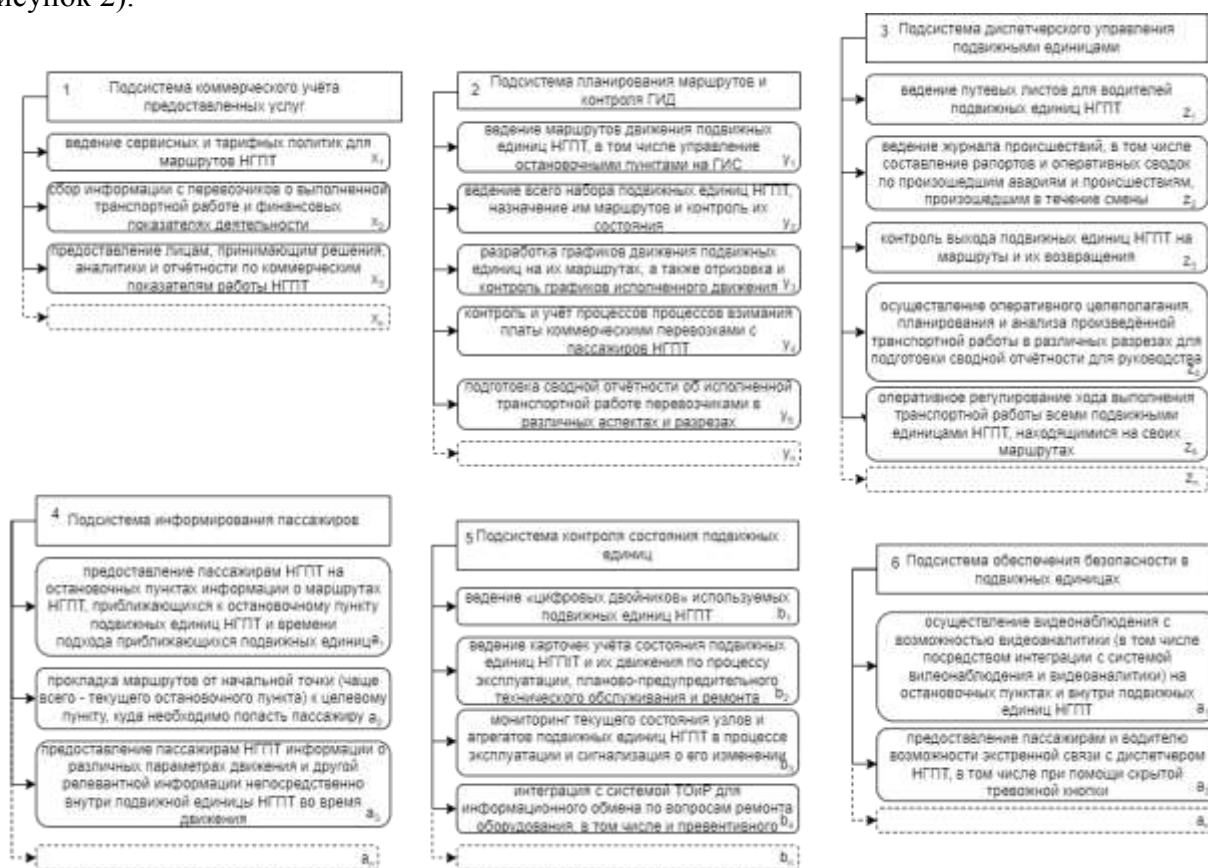 исунок 2).
1 Подсистема коммерческого учёта
предоставленных услуг
ведение сервисных и тарифных политик для
маршрутов НГПТ x1
сбор информации с перевозчиков о выполненной
транспортной работе и финансовых
показателях деятельности x2
предоставление лицам, принимающим решения,
аналитики и отчётности по коммерческим
показателям работы НГПТ x3
xn
2 Подсистема планирования маршрутов и
контроля ГИД
ведение маршрутов движения подвижных
единиц НГПТ, в том числе управление
остановочными пунктами на ГИС y1
ведение всего набора подвижных единиц НГПТ,
назначение им маршрутов и контроль их
состояния y2
разработка графиков движения подвижных
единиц на их маршрутах, а также отризовка и
контроль графиков исполненного движения y3
контроль и учёт процессов процессов взимания
платы коммерческими перевозками с
пассажиров НГПТ y4
подготовка сводной отчётности об исполненной
транспортной работе перевозчиками в
различных аспектах и разрезах y5
yn
3 Подсистема диспетчерского управления
подвижными единицами
ведение путевых листов для водителей
подвижных единиц НГПТ z1
ведение журнала происшествий, в том числе
составление рапортов и оперативных сводок
по произошедшим авариям и происшествиям,
произошедшим в течение смены z2
контроль выхода подвижных единиц НГПТ на
маршруты и их возвращения z3
осуществление оперативного целеполагания,
планирования и анализа произведённой
транспортной работы в различных разрезах для
подготовки сводной отчётности для руководства
оперативное регулирование хода выполнения
транспортной работы всеми подвижными
единицами НГПТ, находящимися на своих
маршрутах
zn
4 Подсистема информирования пассажиров
предоставление пассажирам НГПТ на
остановочных пунктах информации о маршрутах
НГПТ, приближающихся к остановочному пункту
подвижных единиц НГПТ и времени
подхода приближающихся подвижных единиц a1
прокладка маршрутов от начальной точки (чаще
всего - текущего остановочного пункта) к целевому
пункту, куда необходимо попасть пассажиру a2
предоставление пассажирам НГПТ информации о
различных параметрах движения и другой
релевантной информации непосредственно
внутри подвижной единицы НГПТ во время
движения a3
an
5 Подсистема контроля состояния подвижных
единиц
ведение «цифровых двойников» используемых
подвижных единиц НГПТ b1
ведение карточек учёта состояния подвижных
единиц НГПТ и их движения по процессу
эксплуатации, планово-предупредительного
технического обслуживания и ремонта b2
мониторинг текущего состояния узлов и
агрегатов подвижных единиц НГПТ в процессе
эксплуатации и сигнализация о его изменении b3
интеграция с системой ТОиР для
информационного обмена по вопросам ремонта
оборудования, в том числе и превентивного b4
bn
6 Подсистема обеспечения безопасности в
подвижных единицах
осуществление видеонаблюдения с
возможностью видеоаналитики (в том числе
посредством интеграции с системой
видеонаблюдения и видеоаналитики) на
остановочных пунктах и внутри подвижных
единиц НГПТ
предоставление пассажирам и водителю
возможности экстренной связи с диспетчером
НГПТ, в том числе при помощи скрытой
тревожной кнопки